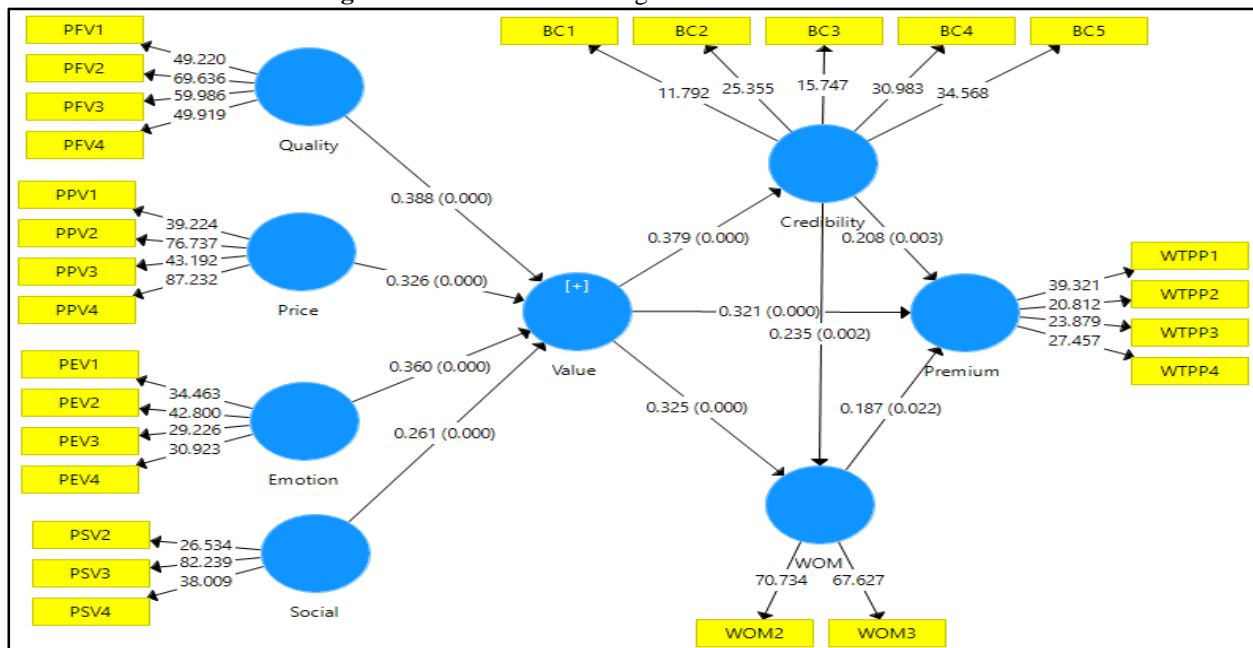 PFV1
PFV2
PFV3
PFV4
49.220
69.636
59.986
49.919
Quality
PPV1
PPV2
PPV3
PPV4
39.224
76.737
43.192
87.232
Price
PEV1
PEV2
PEV3
PEV4
34.463
42.800
29.226
30.923
Emotion
PSV2
PSV3
PSV4
26.534
82.239
38.009
Social
0.388 (0.000)
0.326 (0.000)
0.360 (0.000)
0.261 (0.000)
[+]
Value
BC1
BC2
BC3
BC4
BC5
11.792
25.355
15.747
30.983
34.568
Credibility
0.379 (0.000)
0.208 (0.003)
0.321 (0.000)
0.235 (0.002)
0.325 (0.000)
0.187 (0.022)
Premium
39.321
20.812
23.879
27.457
WTPP1
WTPP2
WTPP3
WTPP4
WOM
70.734
67.627
WOM2
WOM3